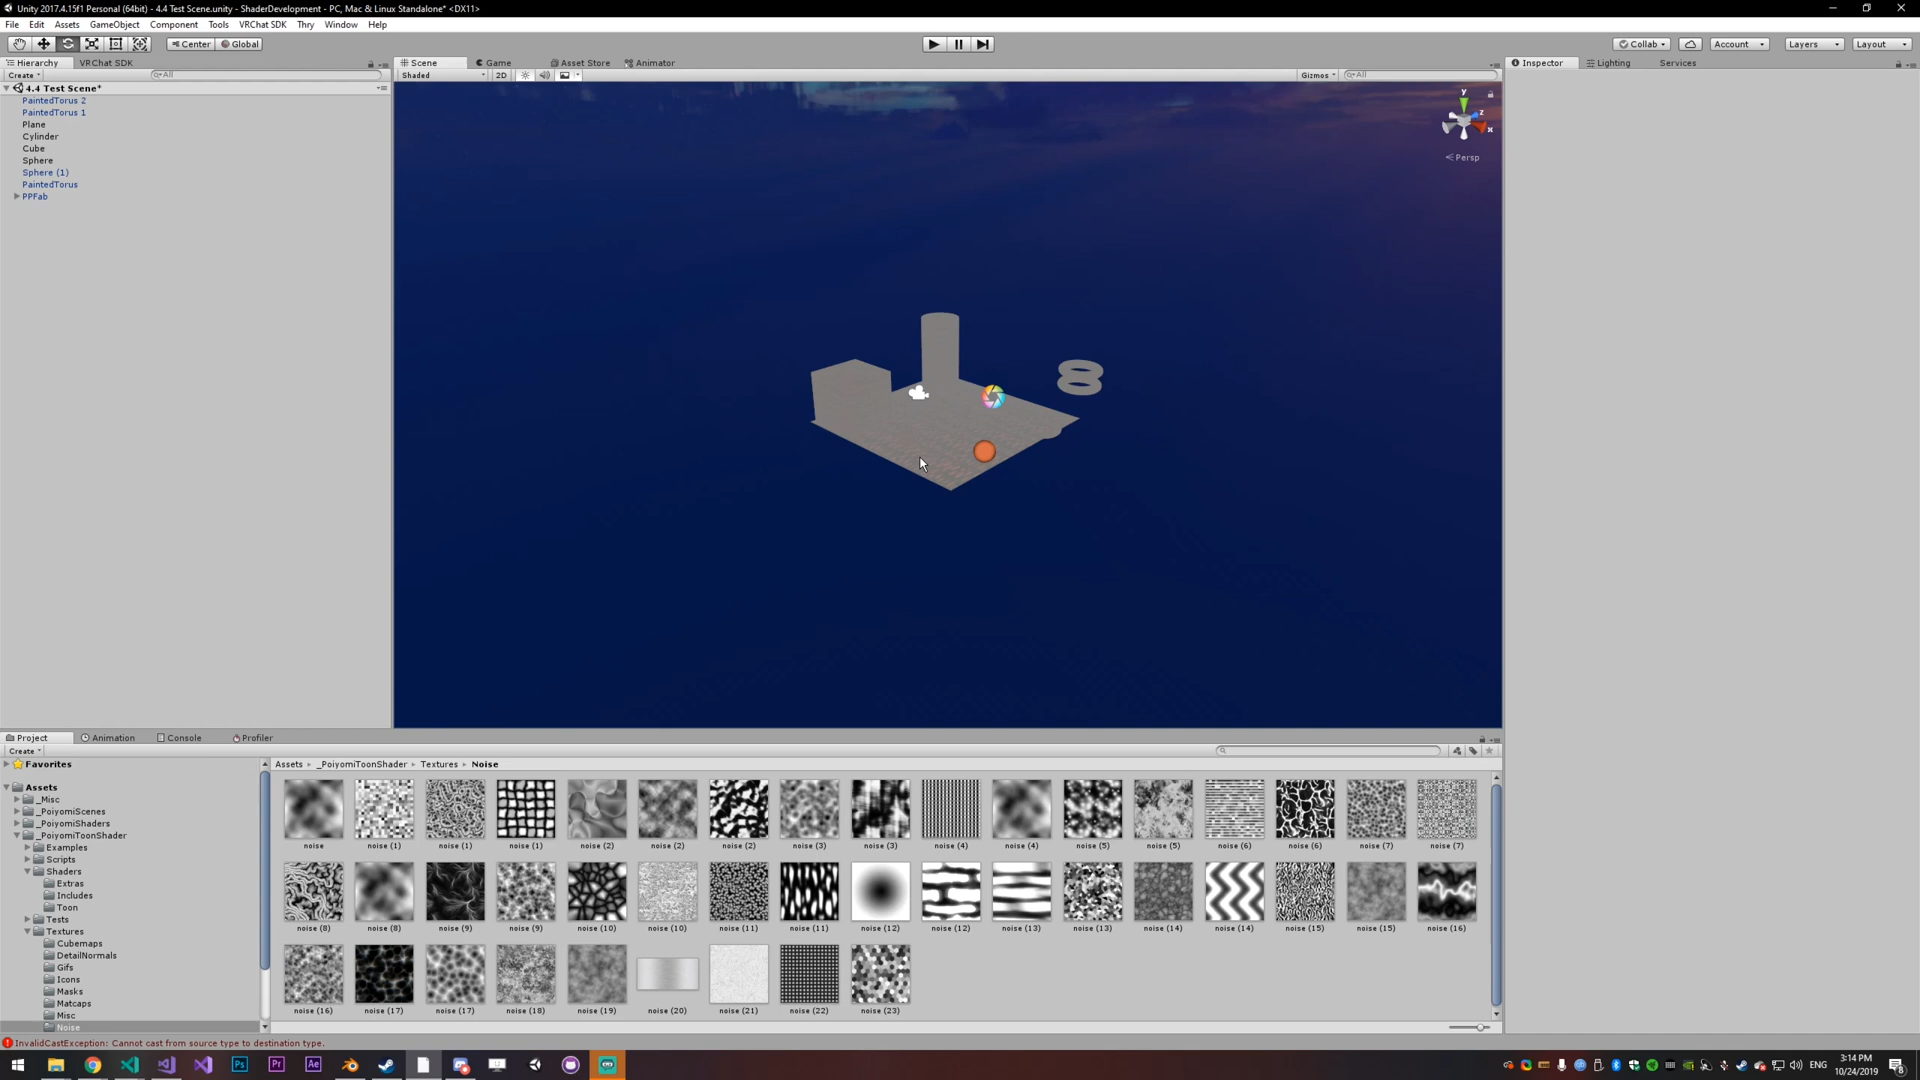 Unity 2017.4.15f1 Personal (64bit) - 4.4 Test Scene.unity - ShaderDevelopment - PC, Mac & Linux Standalone* <DX11>
File Edit Assets GameObject Component Tools VRChat SDK Thry Window Help
Center Global Collab Account Layers Layout
Hierarchy VRChat SDK Scene Game Asset Store Animator Inspector Lighting Services
Create All Shaded 2D Gizmos All
4.4 Test Scene*
PaintedTorus 2
PaintedTorus 1
Plane
Cylinder
Cube
Sphere
Sphere (1)
PaintedTorus
PPFab
y
z
x
Persp
Project Animation Console Profiler
Create
Favorites
Assets
_Misc
_PoiyomiScenes
_PoiyomiShaders
_PoiyomiToonShader
Examples
Scripts
Shaders
Extras
Includes
Toon
Tests
Textures
Cubemaps
DetailNormals
Gifs
Icons
Masks
Matcaps
Misc
Noise
Assets _PoiyomiToonShader Textures Noise
noise noise (1) noise (1) noise (1) noise (2) noise (2) noise (2) noise (3) noise (3) noise (4) noise (4) noise (5) noise (5) noise (6) noise (6) noise (7) noise (7)
noise (8) noise (8) noise (9) noise (9) noise (10) noise (10) noise (11) noise (11) noise (12) noise (12) noise (13) noise (13) noise (14) noise (14) noise (15) noise (15) noise (16)
noise (16) noise (17) noise (17) noise (18) noise (19) noise (20) noise (21) noise (22) noise (23)
InvalidCastException: Cannot cast from source type to destination type.
Ps Pr Ae ENG 3:14 PM
10/24/2019